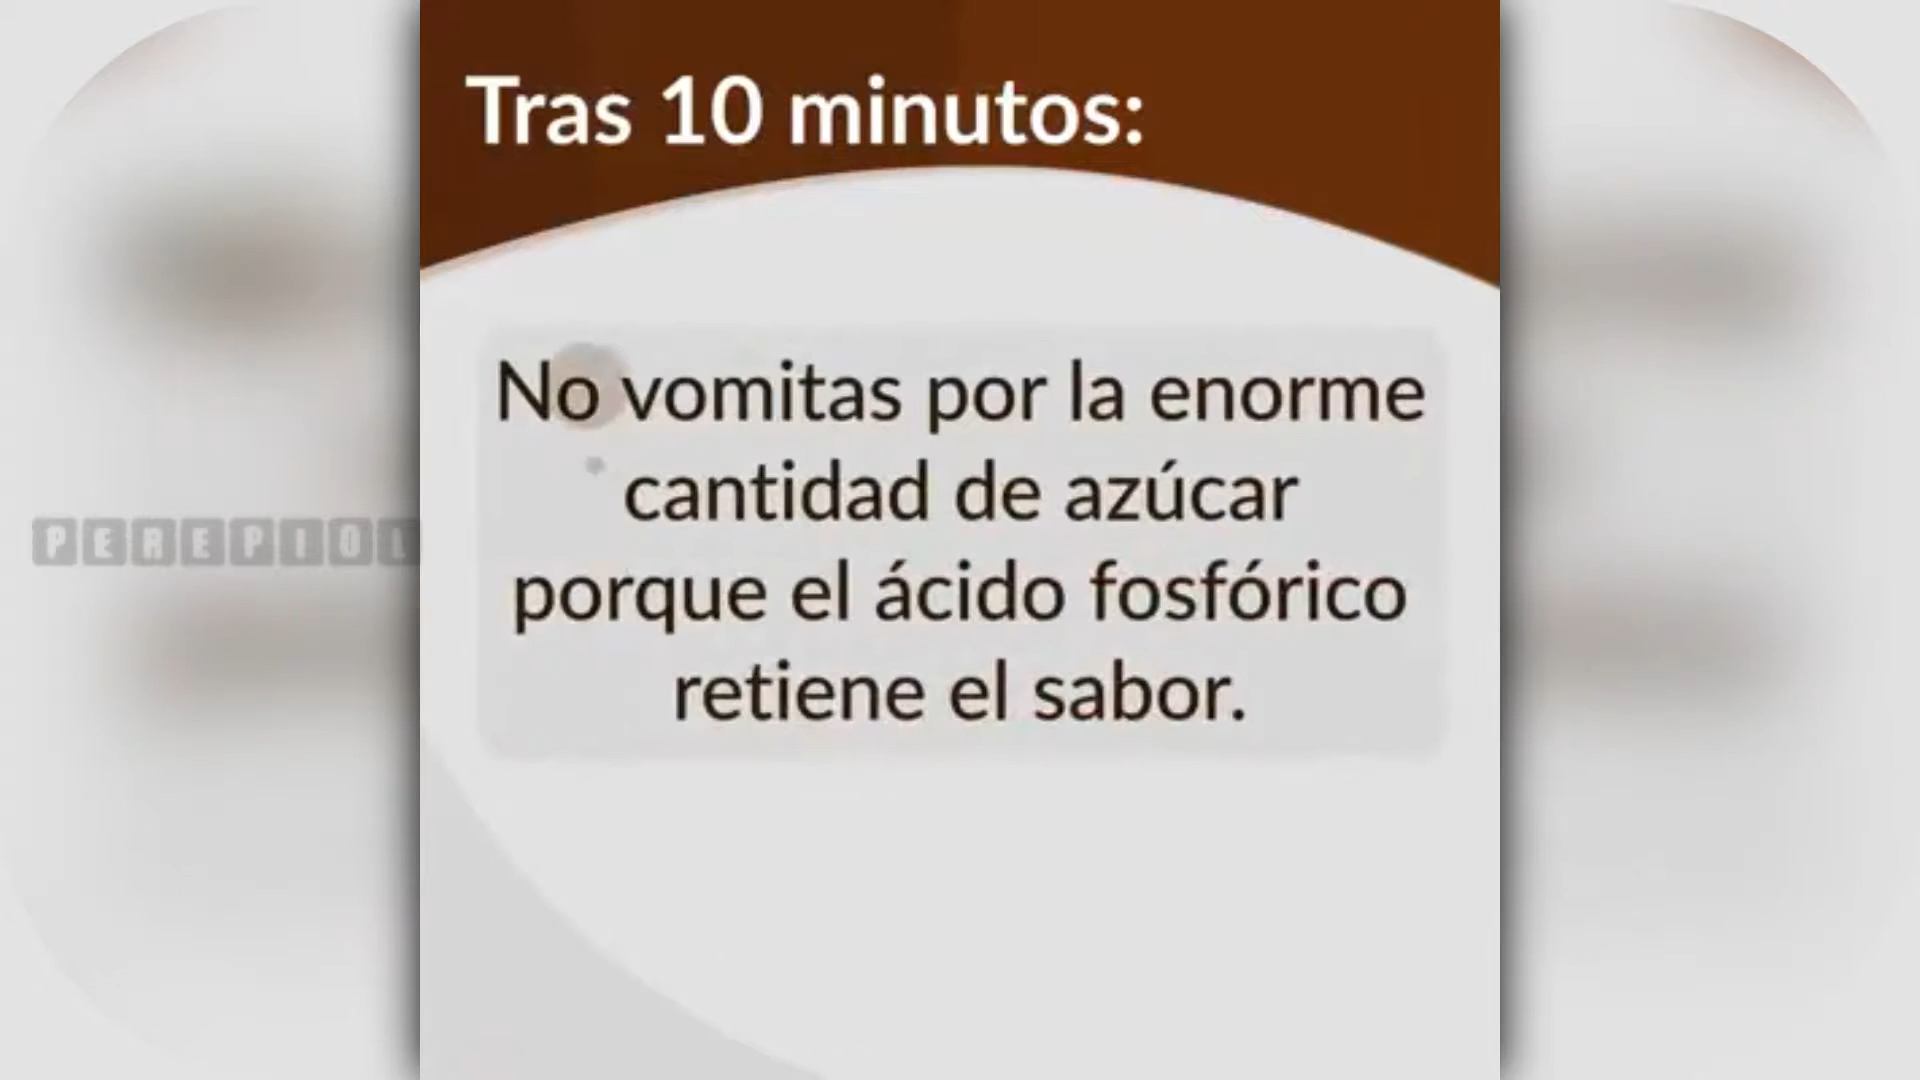 Tras 10 minutos:
No vomitas por la enorme
cantidad de azúcar
porque el ácido fosfórico
retiene el sabor.
PEREPIOL